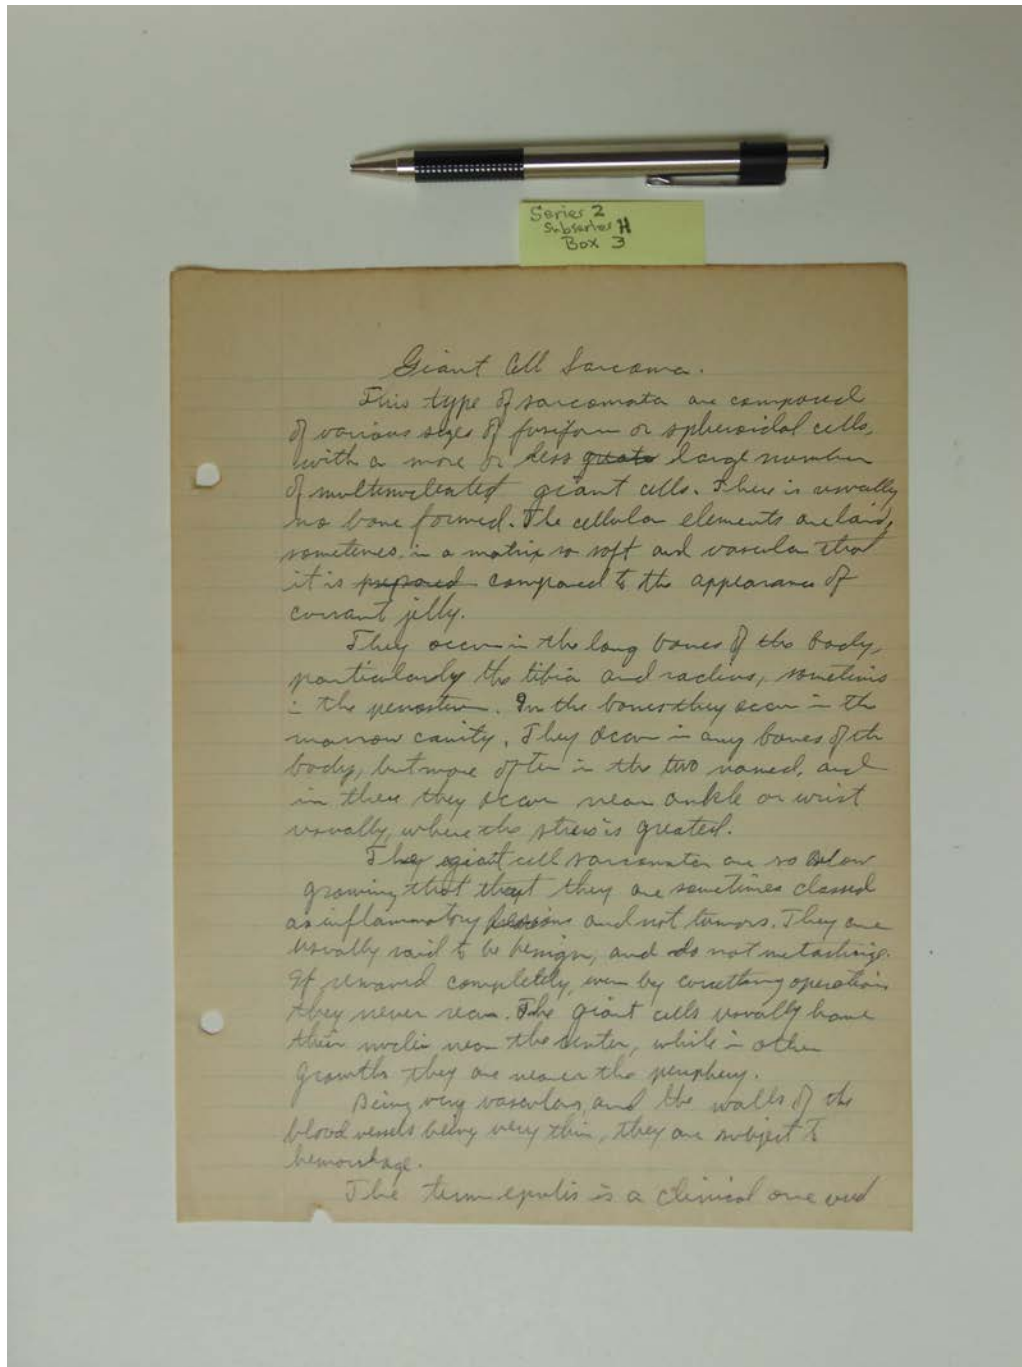 Series 2
Subseries H
Box 3
Giant Cell Sarcoma.
This type of sarcomata are composed
of various sizes of fusiform or spheroidal cells,
with a more or less large number
of multinucleated giant cells. There is usually
no bone formed. The cellular elements are laid,
sometimes, in a matrix so soft and vascular that
it is compared to the appearance of
currant jelly.
They occur in the long bones of the body,
particularly the tibia and radius, sometimes
in the periosteum. In the bones they occur in the
marrow cavity. They occur in any bones of the
body, but more often in the two named, and
in these they occur near ankle or wrist
usually, where the stress is greatest.
The giant cell sarcomata are so slow
growing that they are sometimes classed
as inflammatory and not tumors. They are
usually said to be benign, and do not metastisize.
If removed completely, even by curetting operation
they never recur. The giant cells usually have
their nuclei near the center, while in other
growths they are nearer the periphery.
Being very vascular, and the walls of the
blood vessels being very thin, they are subject to
hemorrhage.
The term epulis is a clinical one and